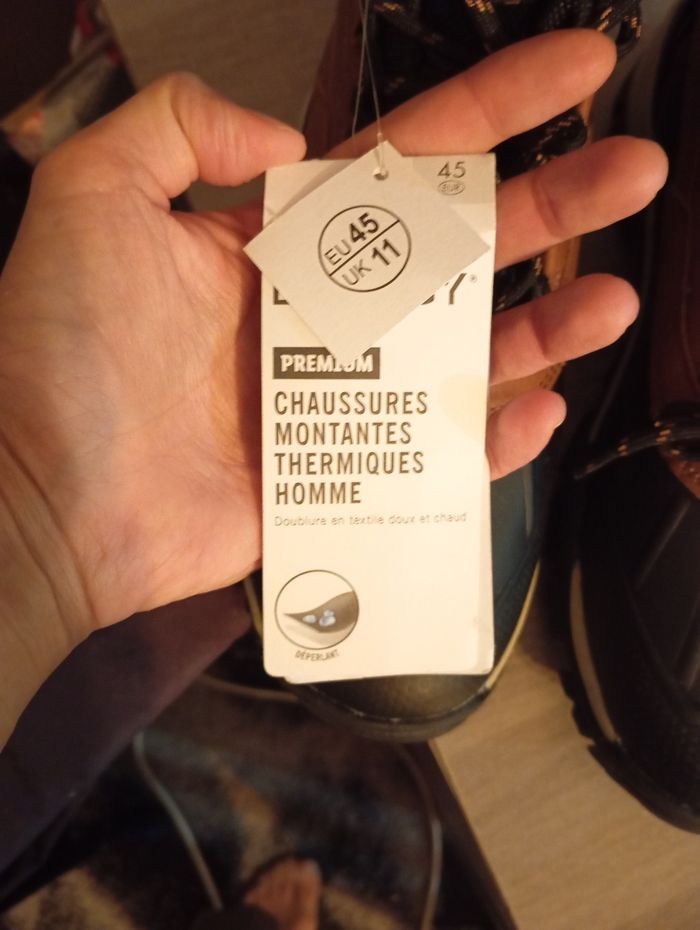 45
EUR
EU 45
UK 11
PREMIUM
CHAUSSURES
MONTANTES
THERMIQUES
HOMME
Doublure en textile doux et chaud
DÉPERLANT